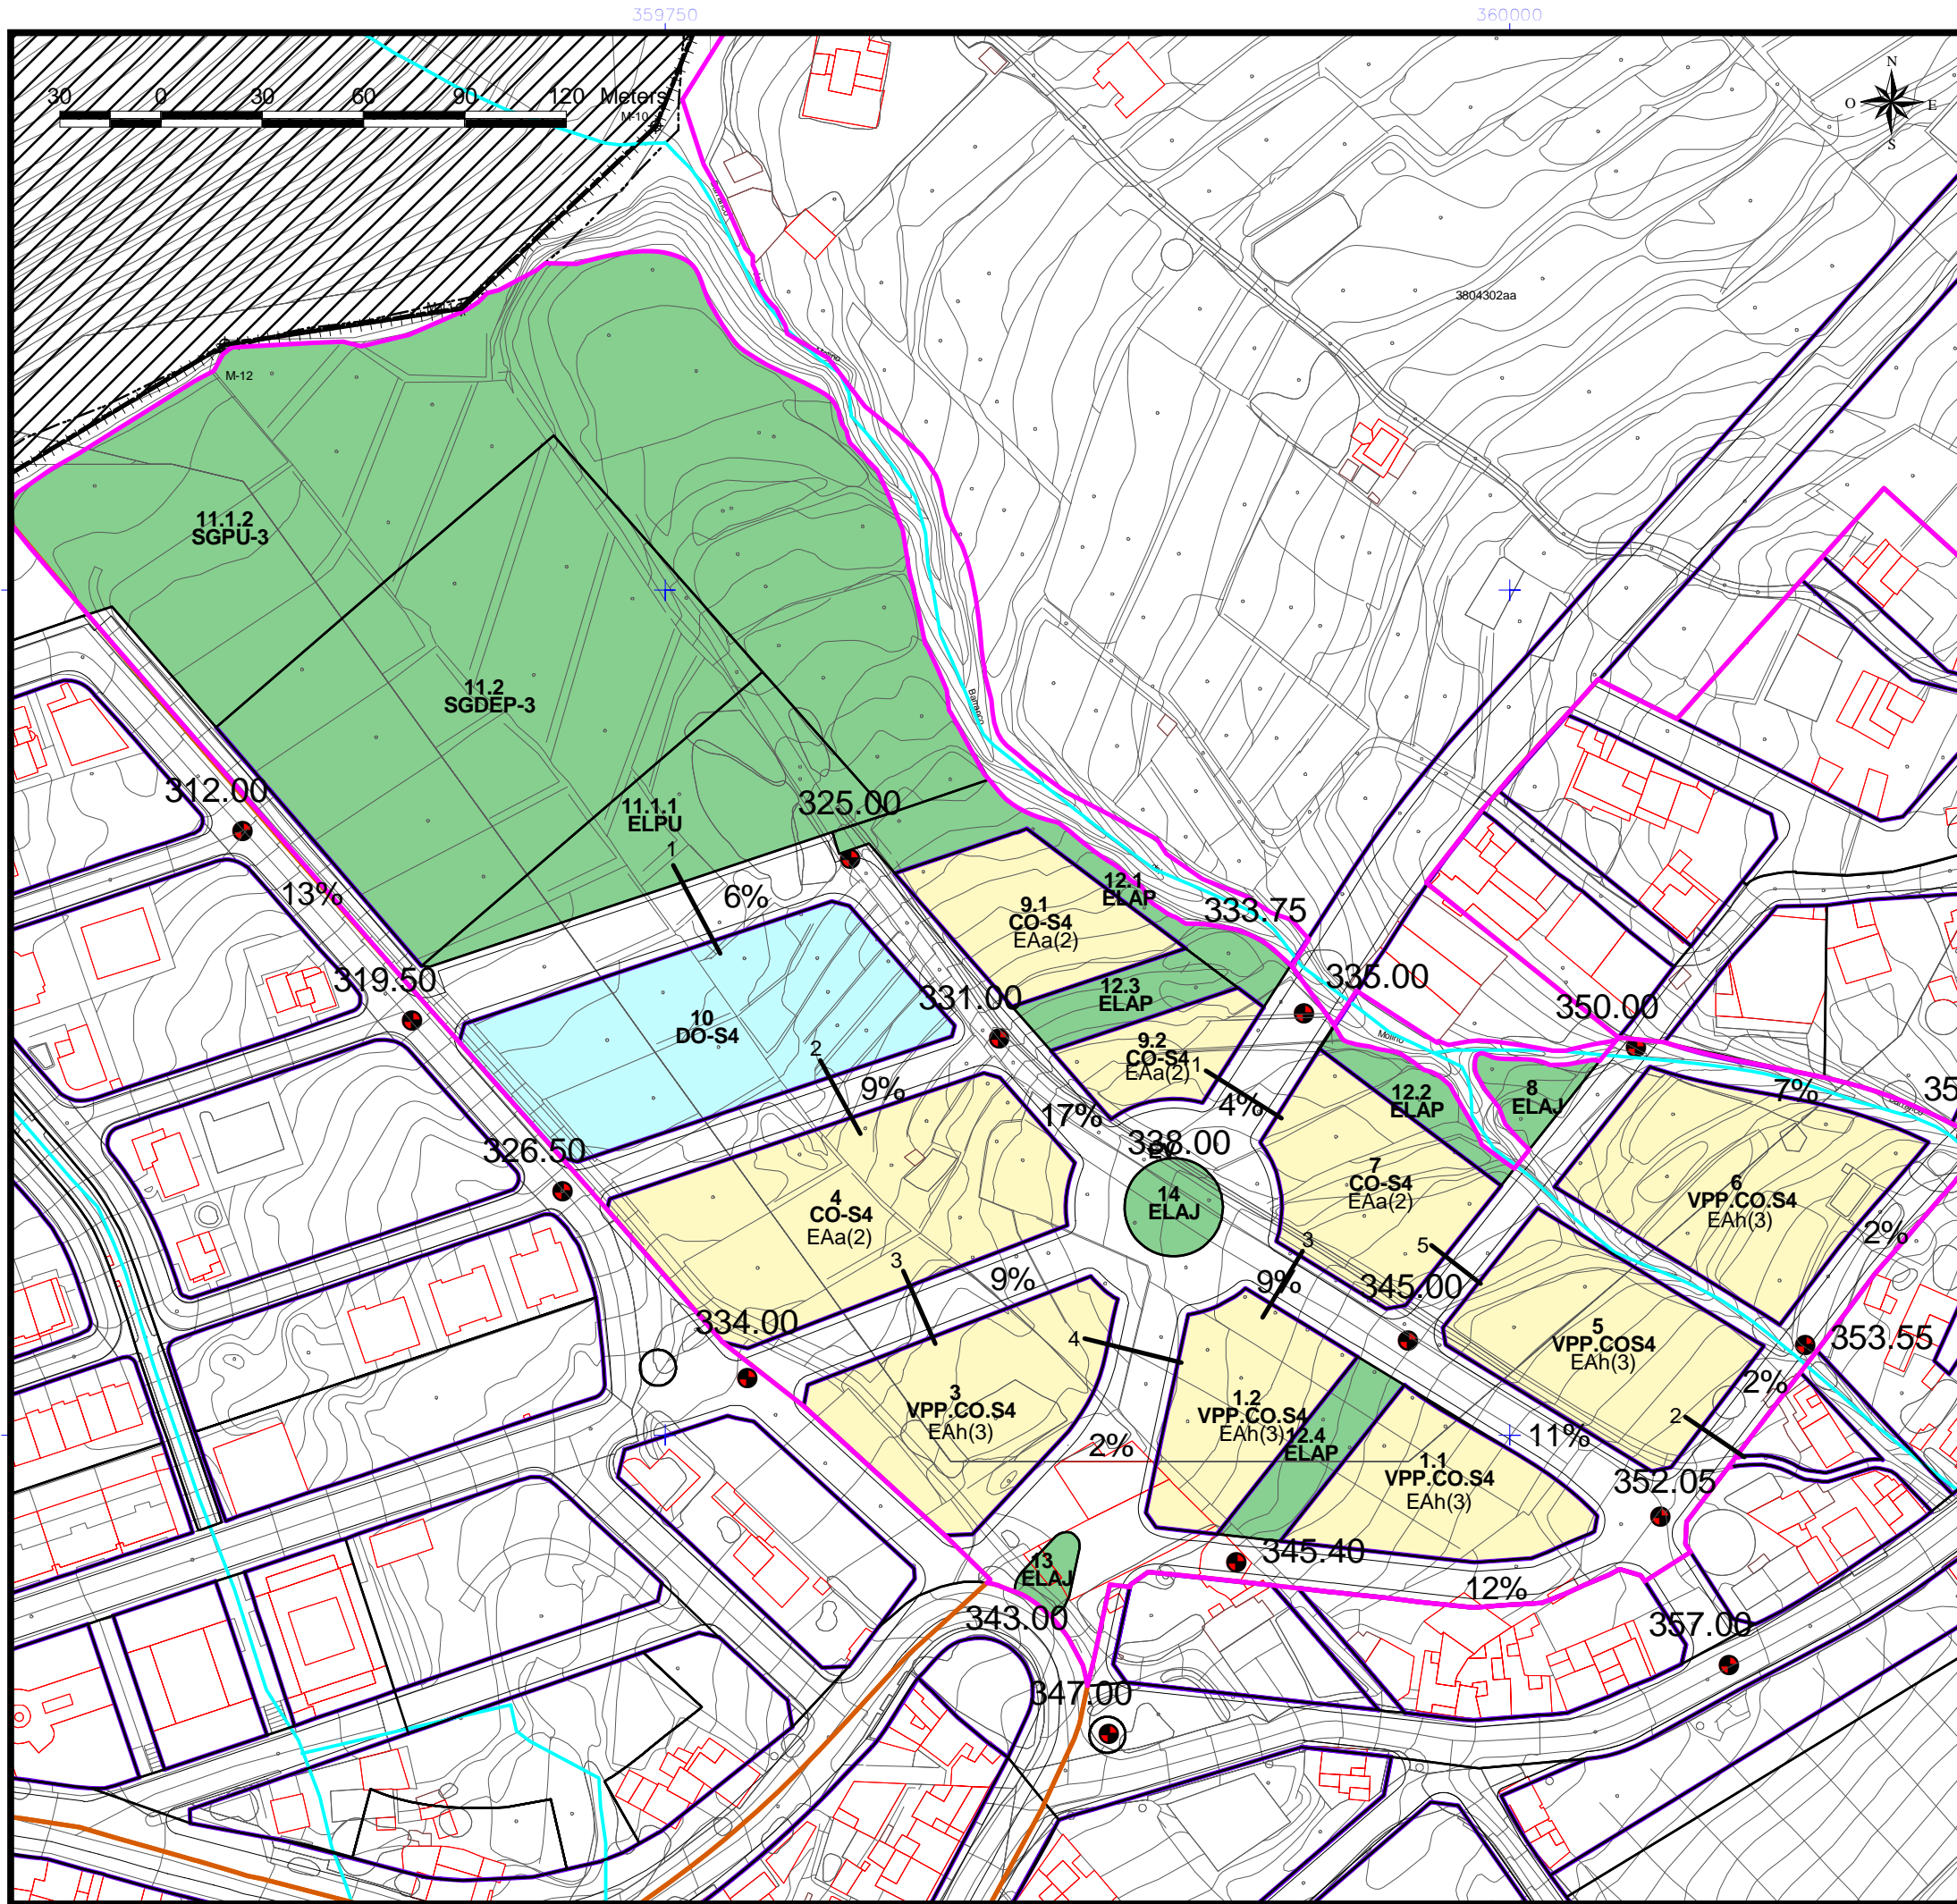 359750
360000
30 0 30 60 90 120 Meters
M-10
N
O E
S
Barranco
3804302aa
Molino
M-12
11.1.2
SGPU-3
11.2
SGDEP-3
Barranco
312.00
11.1.1
ELPU
325.00
1
13%
6%
12.1
ELAP
9.1
CO-S4
EAa(2)
333.75
319.50
331.00
12.3
ELAP
335.00
350.00
10
DO-S4
2
9.2
CO-S4
EAa(2)
1
Molino
9%
17%
4%
12.2
ELAP
8
ELAJ
7%
35
Barranco
326.50
338.00
4
CO-S4
EAa(2)
14
ELAJ
7
CO-S4
EAa(2)
6
VPP.CO.S4
EAh(3)
2%
3
9%
3
9%
5
345.00
334.00
4
5
VPP.COS4
EAh(3)
353.55
2%
3
VPP.CO.S4
EAh(3)
1.2
VPP.CO.S4
EAh(3)
12.4
ELAP
2
11%
2%
1.1
VPP.CO.S4
EAh(3)
352.05
13
ELAJ
345.40
12%
343.00
357.00
347.00